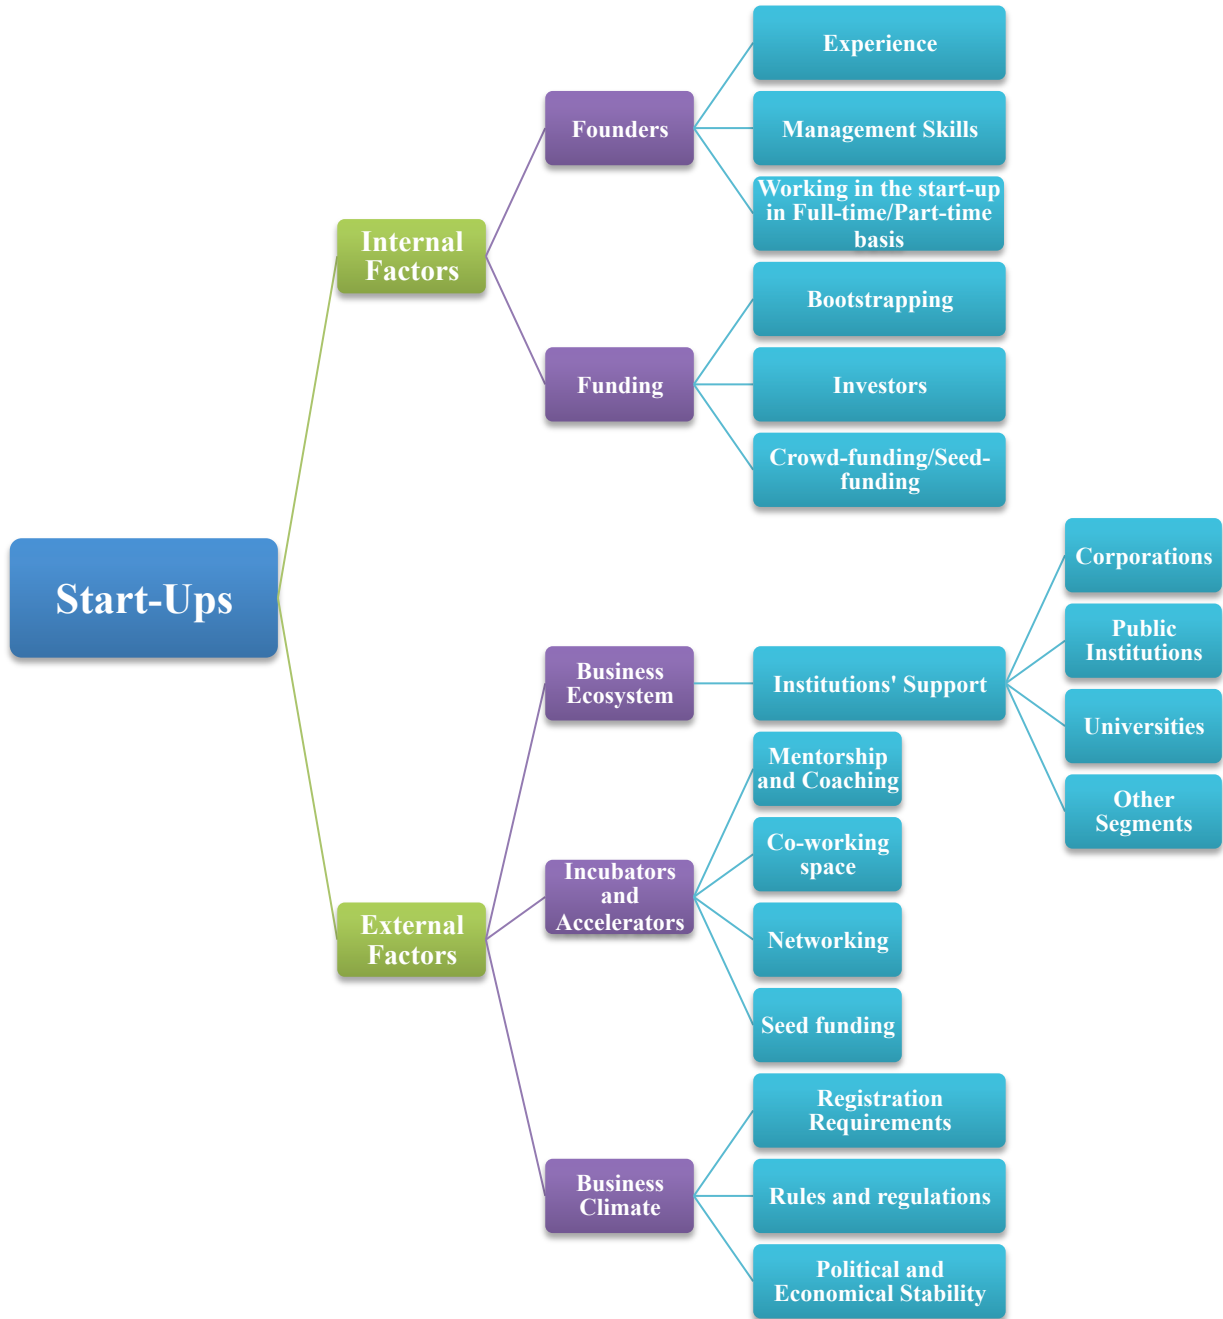 Start-Ups
Internal
Factors
Founders
Experience
Management Skills
Working in the start-up
in Full-time/Part-time
basis
Funding
Bootstrapping
Investors
Crowd-funding/Seed-
funding
External
Factors
Business
Ecosystem
Institutions' Support
Corporations
Public
Institutions
Universities
Other
Segments
Incubators
and
Accelerators
Mentorship
and Coaching
Co-working
space
Networking
Seed funding
Business
Climate
Registration
Requirements
Rules and regulations
Political and
Economical Stability